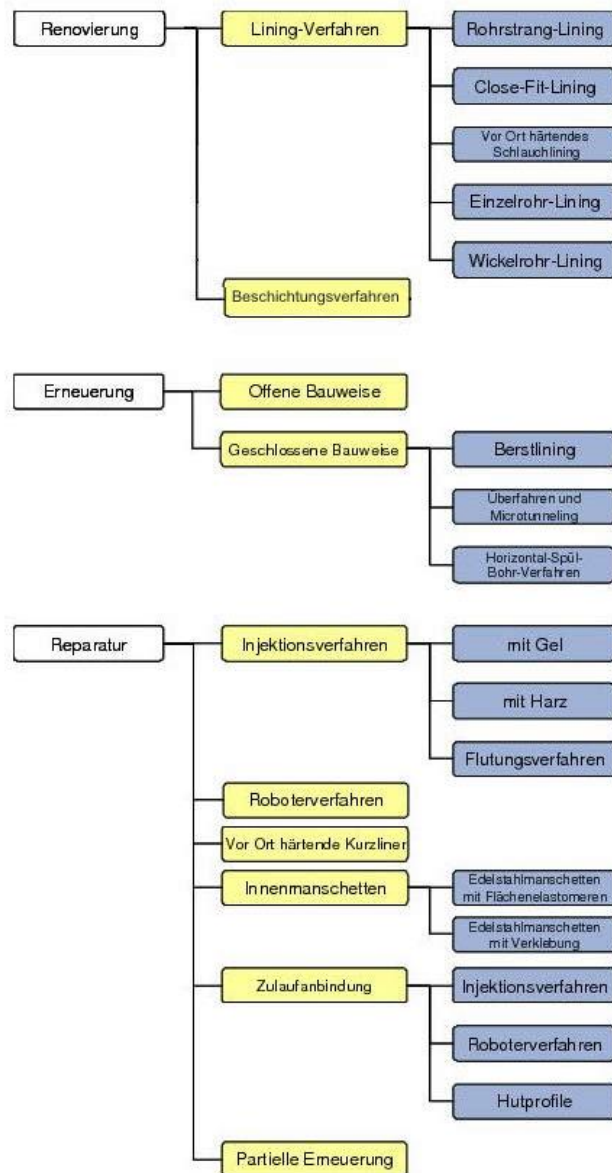 Renovierung
Lining-Verfahren
Rohrstrang-Lining
Close-Fit-Lining
Vor Ort härtendes
Schlauchlining
Einzelrohr-Lining
Wickelrohr-Lining
Beschichtungsverfahren
Erneuerung
Offene Bauweise
Geschlossene Bauweise
Berstlining
Überfahren und
Microtunneling
Horizontal-Spül-
Bohr-Verfahren
Reparatur
Injektionsverfahren
mit Gel
mit Harz
Flutungsverfahren
Roboterverfahren
Vor Ort härtende Kurzliner
Innenmanschetten
Edelstahlmanschetten
mit Flächenelastomeren
Edelstahlmanschetten
mit Verklebung
Zulaufanbindung
Injektionsverfahren
Roboterverfahren
Hutprofile
Partielle Erneuerung